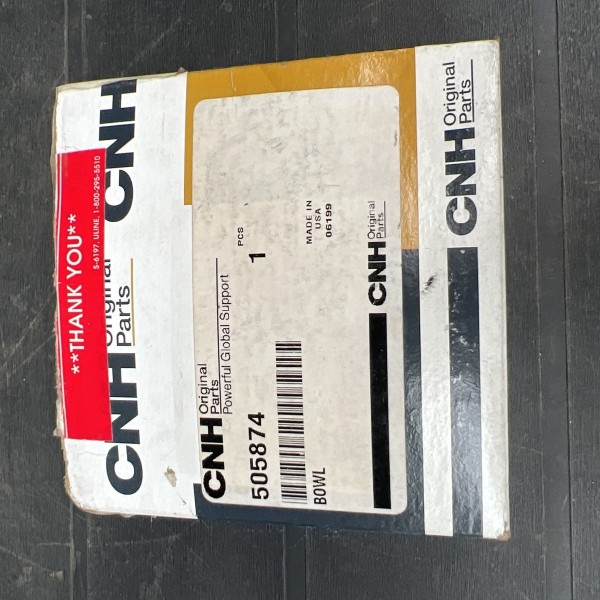 **THANK YOU**
S-6197, ULINE, 1-800-295-5510
CNH Original
Parts
CNH
CNH Original
Parts
Powerful Global Support
505874
PCS
1
BOWL
MADE IN
USA
06199
CNH Original
Parts
CNH Original
Parts